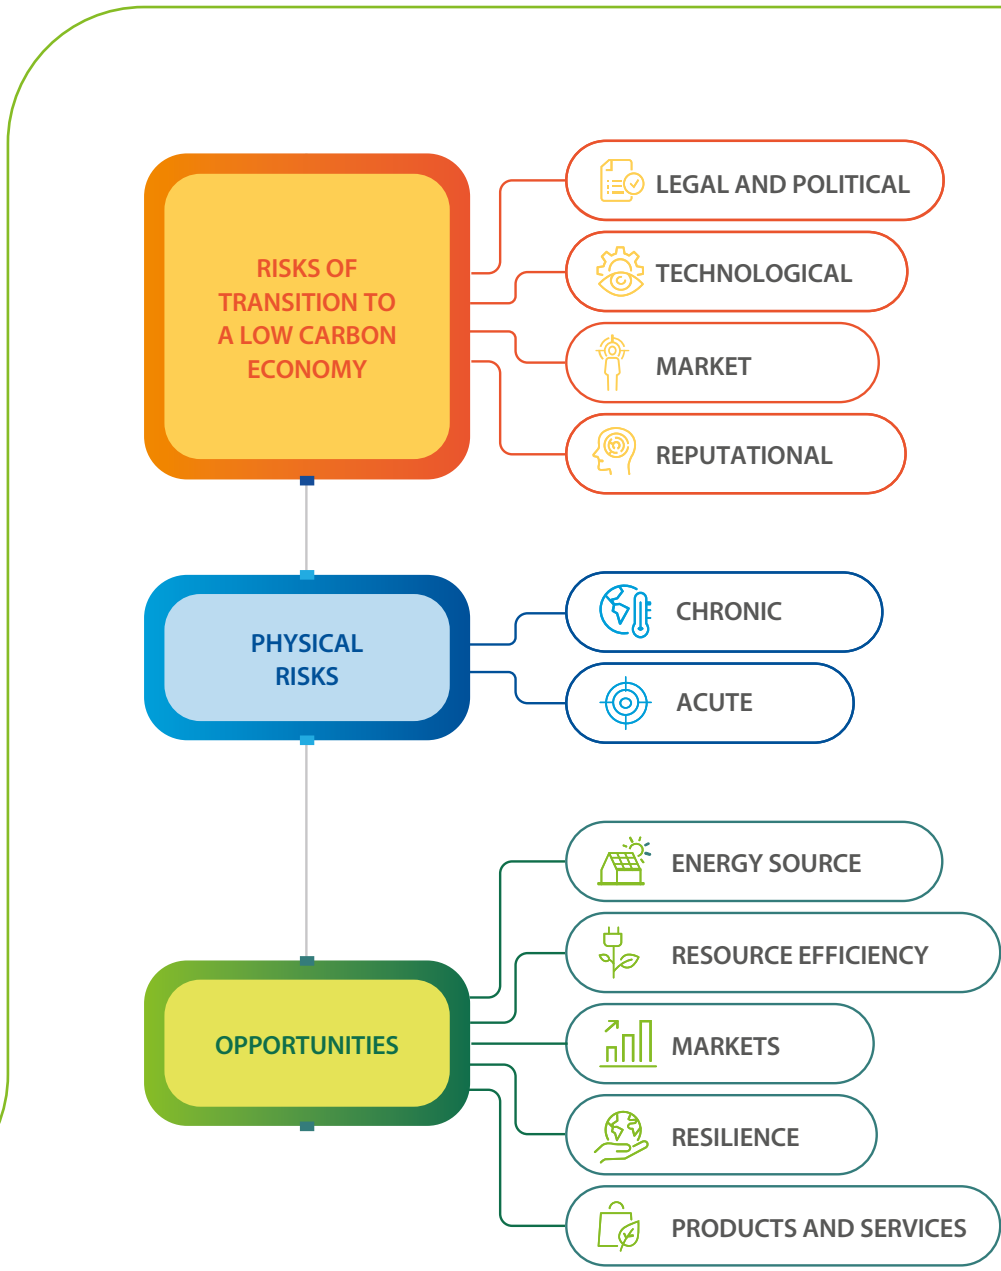 RISKS OF
TRANSITION TO
A LOW CARBON
ECONOMY
LEGAL AND POLITICAL
TECHNOLOGICAL
MARKET
REPUTATIONAL
PHYSICAL
RISKS
CHRONIC
ACUTE
OPPORTUNITIES
ENERGY SOURCE
RESOURCE EFFICIENCY
MARKETS
RESILIENCE
PRODUCTS AND SERVICES